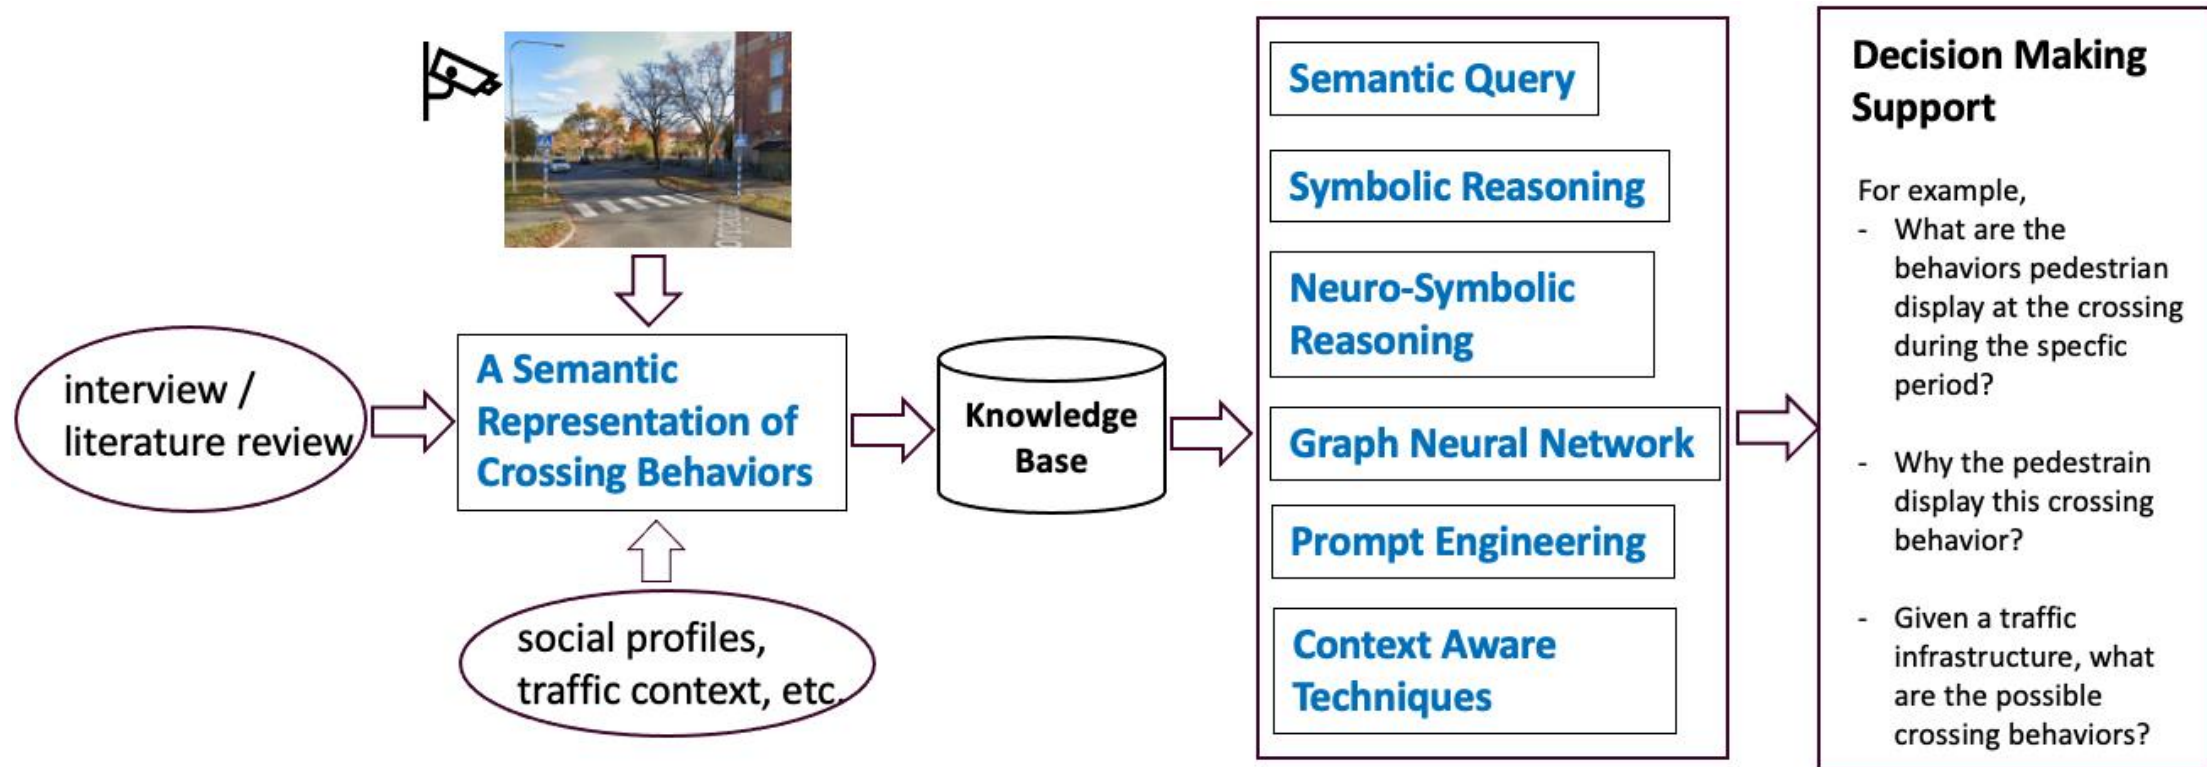 interview /
literature review
A Semantic
Representation of
Crossing Behaviors
social profiles,
traffic context, etc.
Knowledge
Base
Semantic Query
Symbolic Reasoning
Neuro-Symbolic
Reasoning
Graph Neural Network
Prompt Engineering
Context Aware
Techniques
Decision Making
Support
For example,
- What are the
behaviors pedestrian
display at the crossing
during the specfic
period?
- Why the pedestrain
display this crossing
behavior?
- Given a traffic
infrastructure, what
are the possible
crossing behaviors?